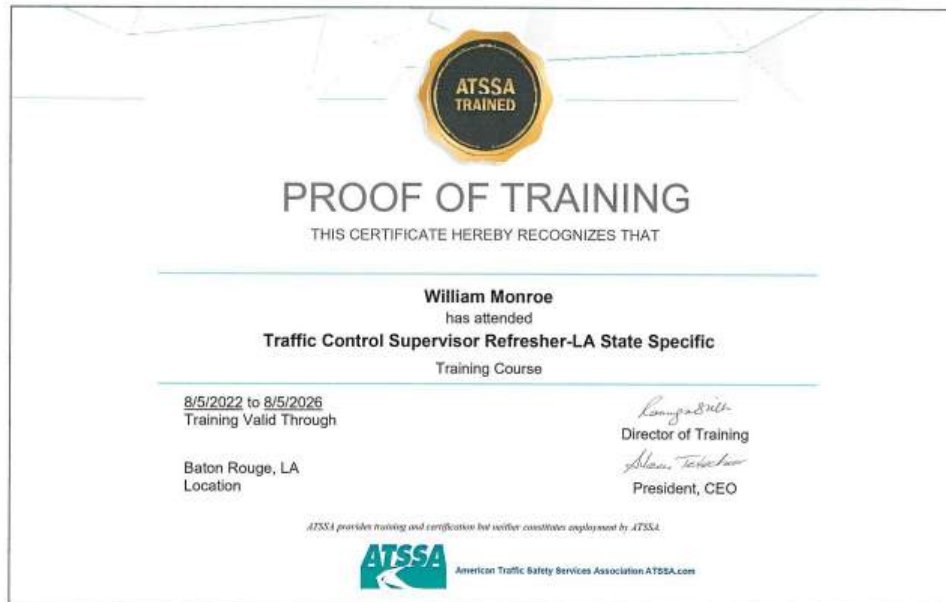 ATSSA
TRAINED
PROOF OF TRAINING
THIS CERTIFICATE HEREBY RECOGNIZES THAT
William Monroe
has attended
Traffic Control Supervisor Refresher-LA State Specific
Training Course
8/5/2022 to 8/5/2026
Training Valid Through
Director of Training
Baton Rouge, LA
Location
President, CEO
ATSSA provides training and certification but neither constitutes employment by ATSSA.
ATSSA
American Traffic Safety Services Association ATSSA.com